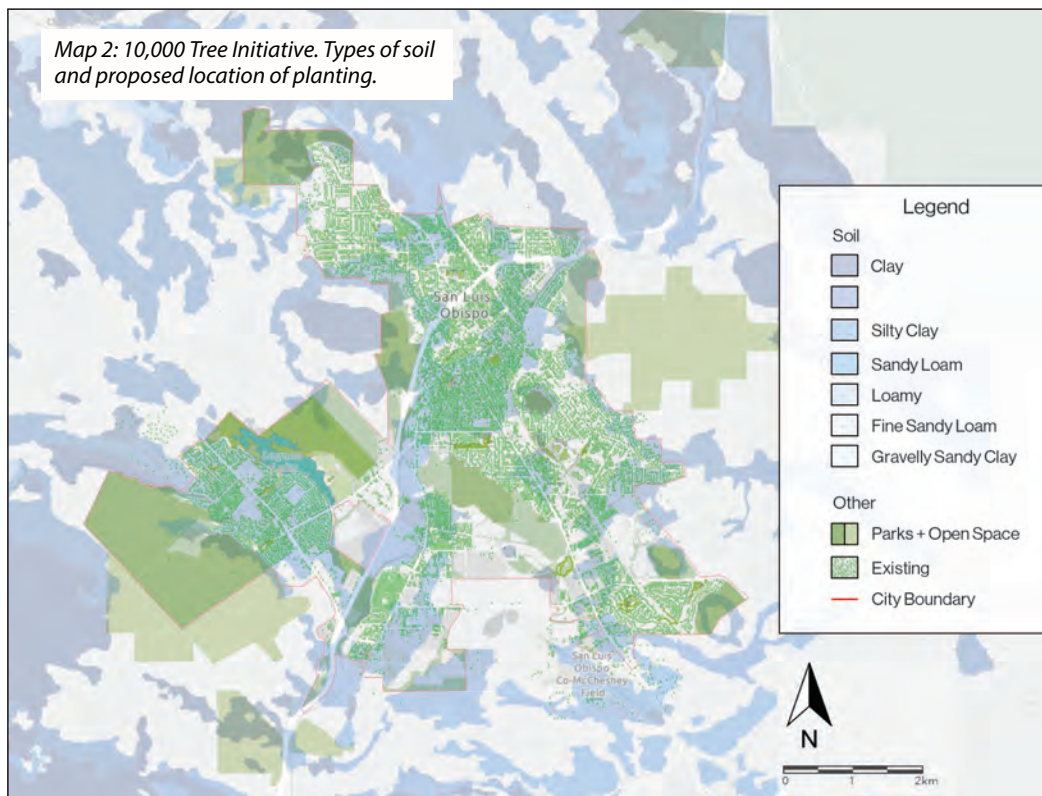 Map 2: 10,000 Tree Initiative. Types of soil
and proposed location of planting.
Legend
Soil
Clay
Silty Clay
Sandy Loam
Loamy
Fine Sandy Loam
Gravelly Sandy Clay
Other
Parks + Open Space
Existing
City Boundary
San Luis
Obispo
San Luis
Obispo
Co-McChesney
Field
N
0 1 2km